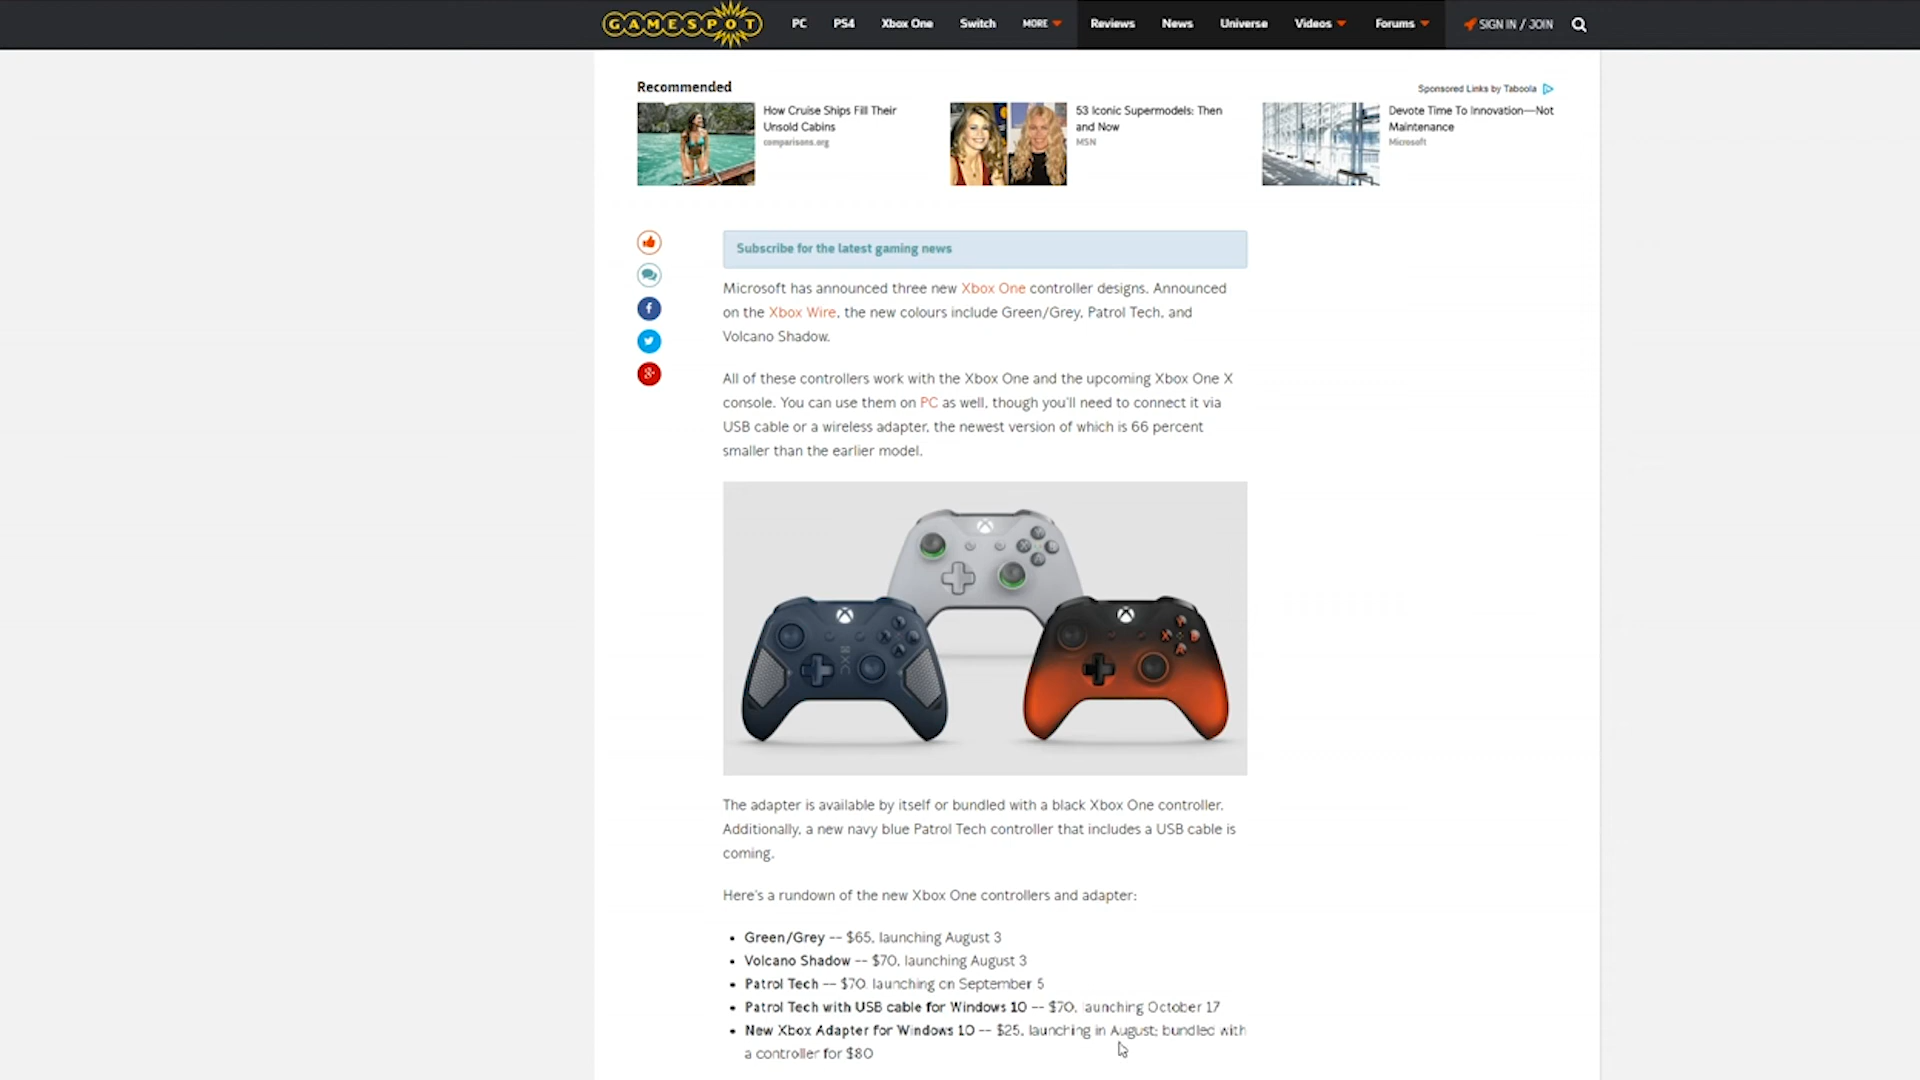 GAMESPOT PC PS4 Xbox One Switch MORE Reviews News Universe Videos Forums SIGN IN / JOIN
Recommended
Sponsored Links by Taboola
How Cruise Ships Fill Their
Unsold Cabins
comparisons.org
53 Iconic Supermodels: Then
and Now
MSN
Devote Time To Innovation—Not
Maintenance
Microsoft
Subscribe for the latest gaming news
Microsoft has announced three new Xbox One controller designs. Announced
on the Xbox Wire, the new colours include Green/Grey, Patrol Tech, and
Volcano Shadow.
All of these controllers work with the Xbox One and the upcoming Xbox One X
console. You can use them on PC as well, though you'll need to connect it via
USB cable or a wireless adapter, the newest version of which is 66 percent
smaller than the earlier model.
The adapter is available by itself or bundled with a black Xbox One controller.
Additionally, a new navy blue Patrol Tech controller that includes a USB cable is
coming.
Here's a rundown of the new Xbox One controllers and adapter:
• Green/Grey -- $65, launching August 3
• Volcano Shadow -- $70, launching August 3
• Patrol Tech -- $70. launching on September 5
• Patrol Tech with USB cable for Windows 10 -- $70, launching October 17
• New Xbox Adapter for Windows 10 -- $25, launching in August; bundled with
a controller for $80